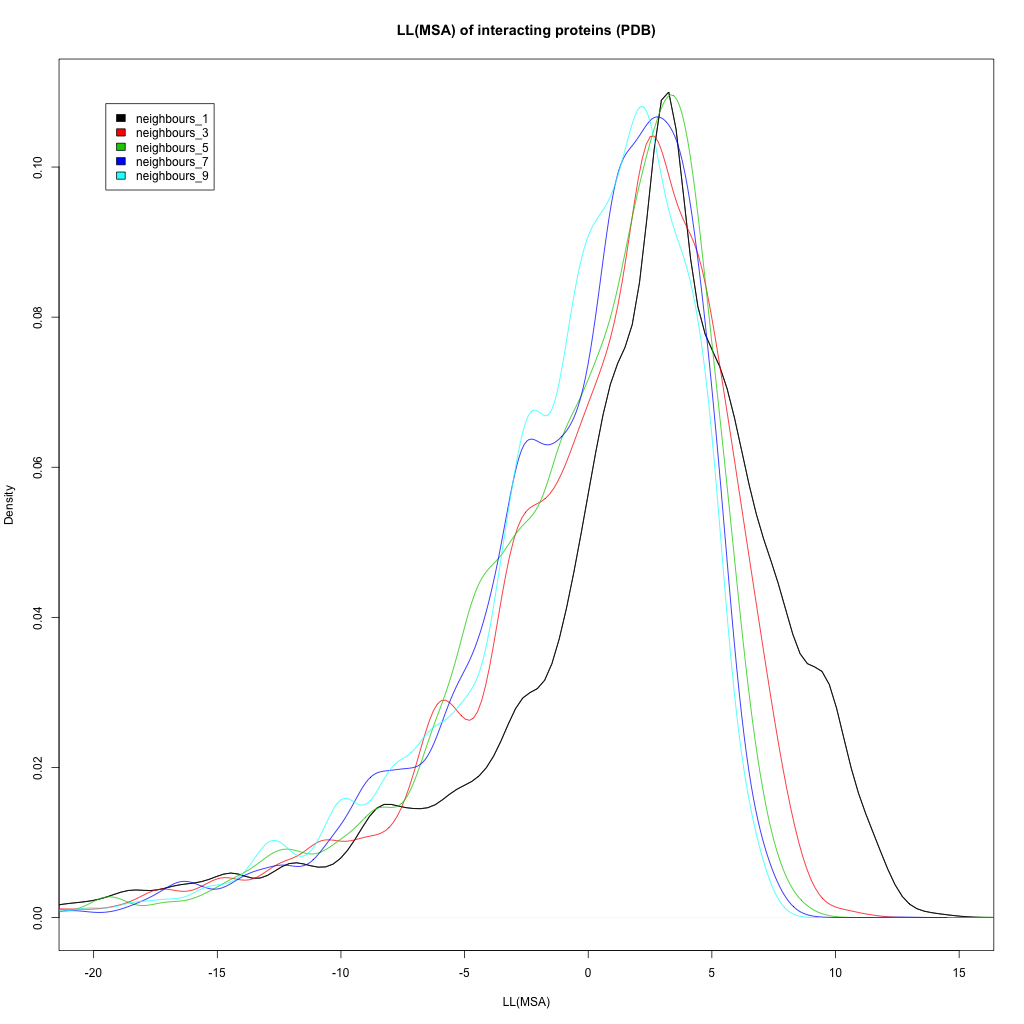 LL(MSA) of interacting proteins (PDB)
neighbours_1
neighbours_3
neighbours_5
neighbours_7
neighbours_9
Density
0.10
0.08
0.06
0.04
0.02
0.00
-20 -15 -10 -5 0 5 10 15
LL(MSA)